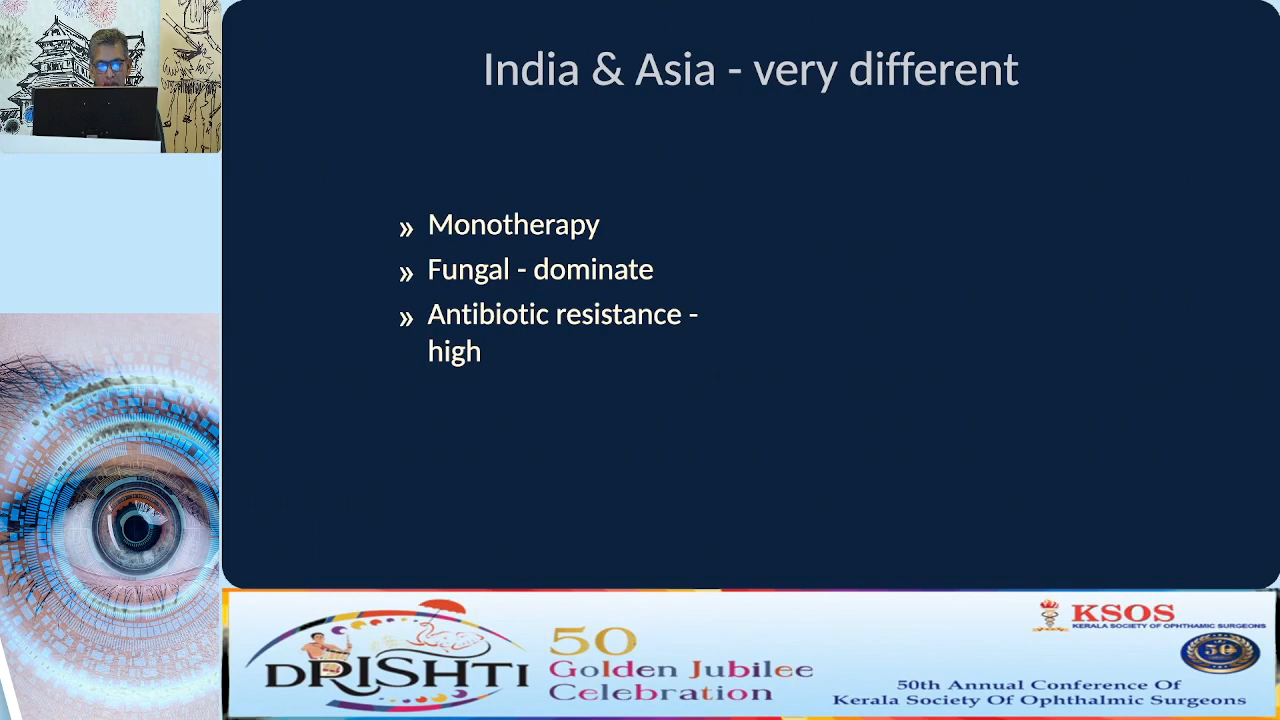 India & Asia - very different
» Monotherapy
» Fungal - dominate
» Antibiotic resistance -
high
DRISHTI
50
Golden Jubilee
Celebration
KSOS
KERALA SOCIETY OF OPHTHAMIC SURGEONS
50
50th Annual Conference Of
Kerala Society Of Ophthalmic Surgeons